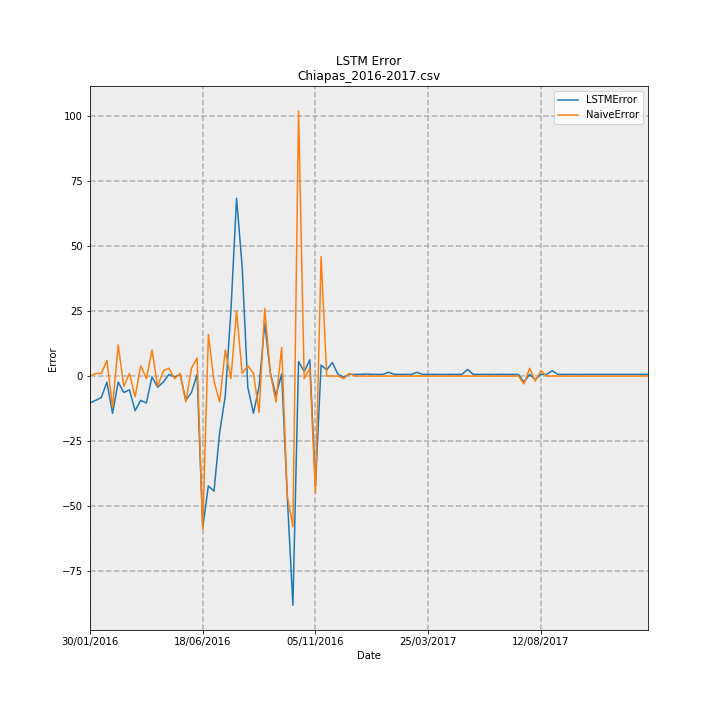 LSTM Error
Chiapas_2016-2017.csv
LSTMError
NaiveError
100
75
50
25
0
−25
−50
−75
Error
30/01/2016
18/06/2016
05/11/2016
25/03/2017
12/08/2017
Date